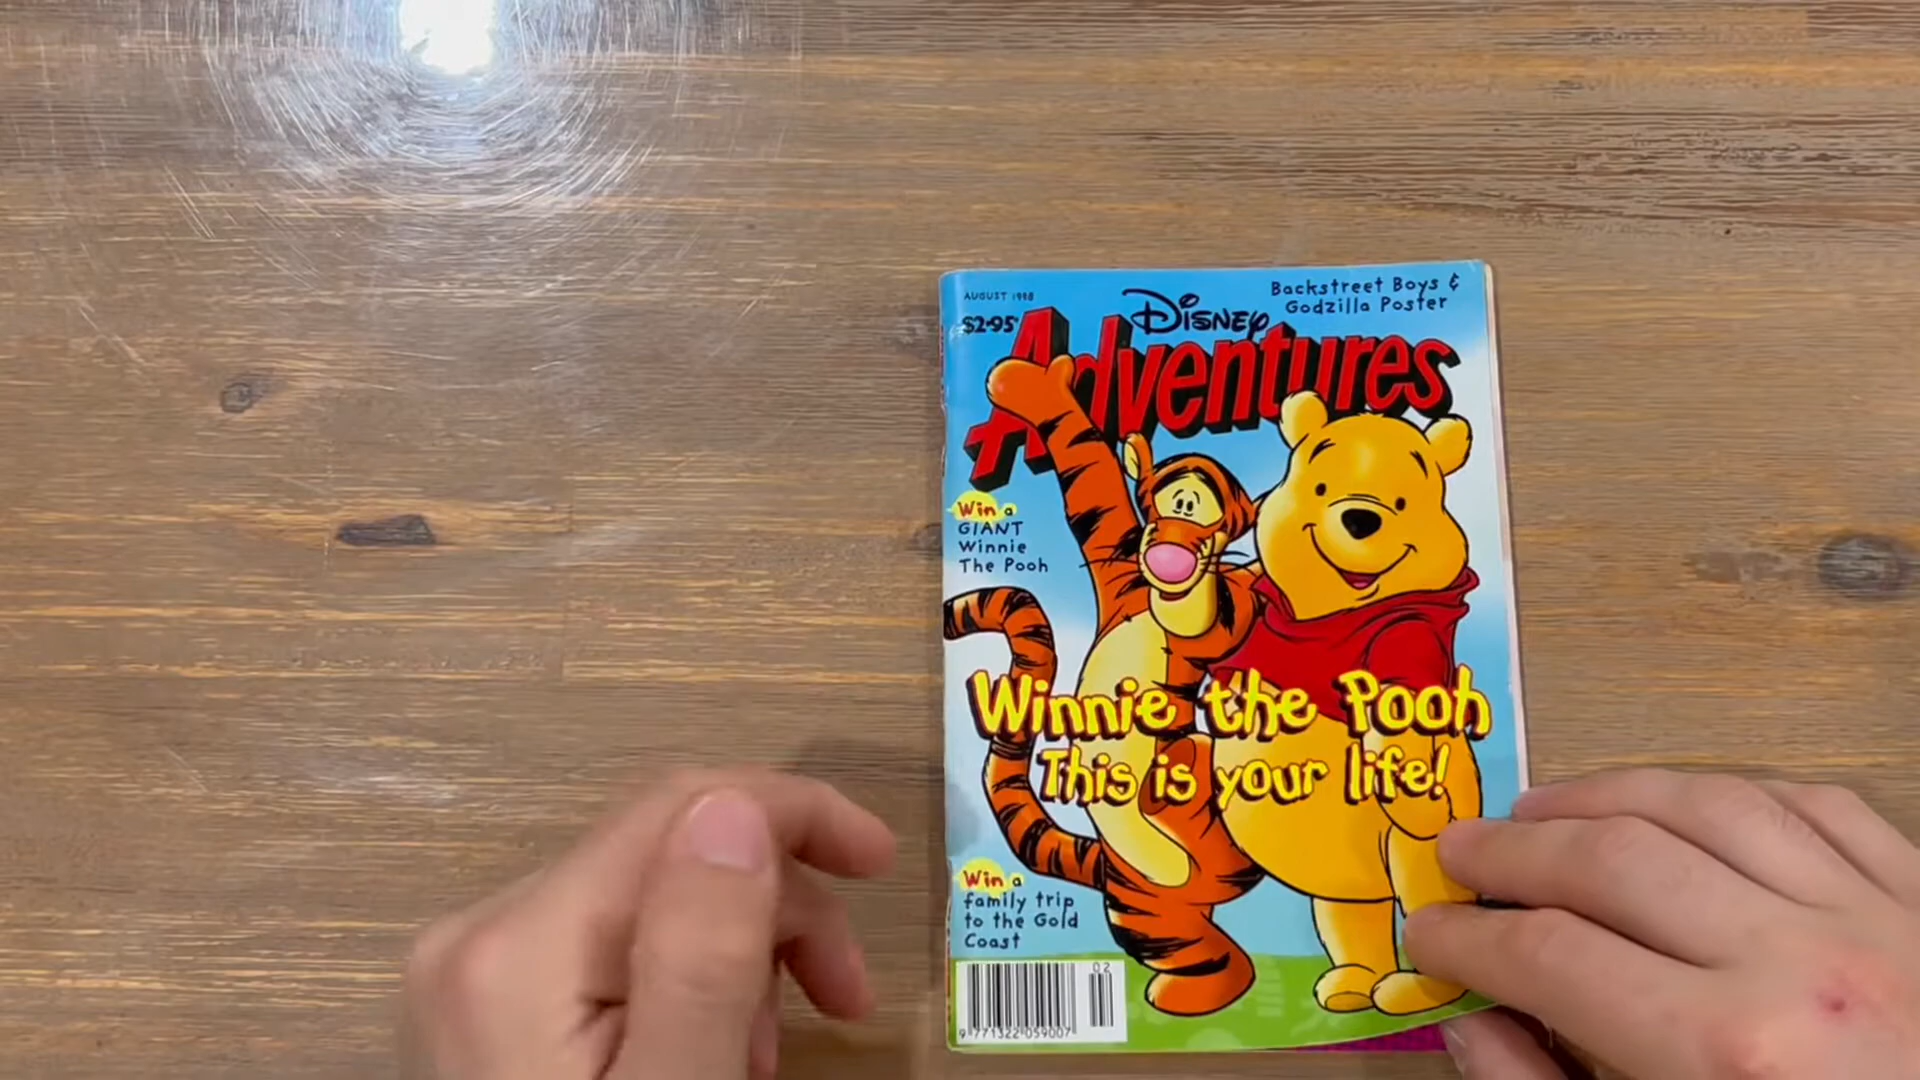 AUGUST 1998
$2.95
Backstreet Boys &
Godzilla Poster
Disney
Adventures
Win a
GIANT
Winnie
The Pooh
Winnie the Pooh
This is your life!
Win a
family trip
to the Gold
Coast
02
9 771322 059007